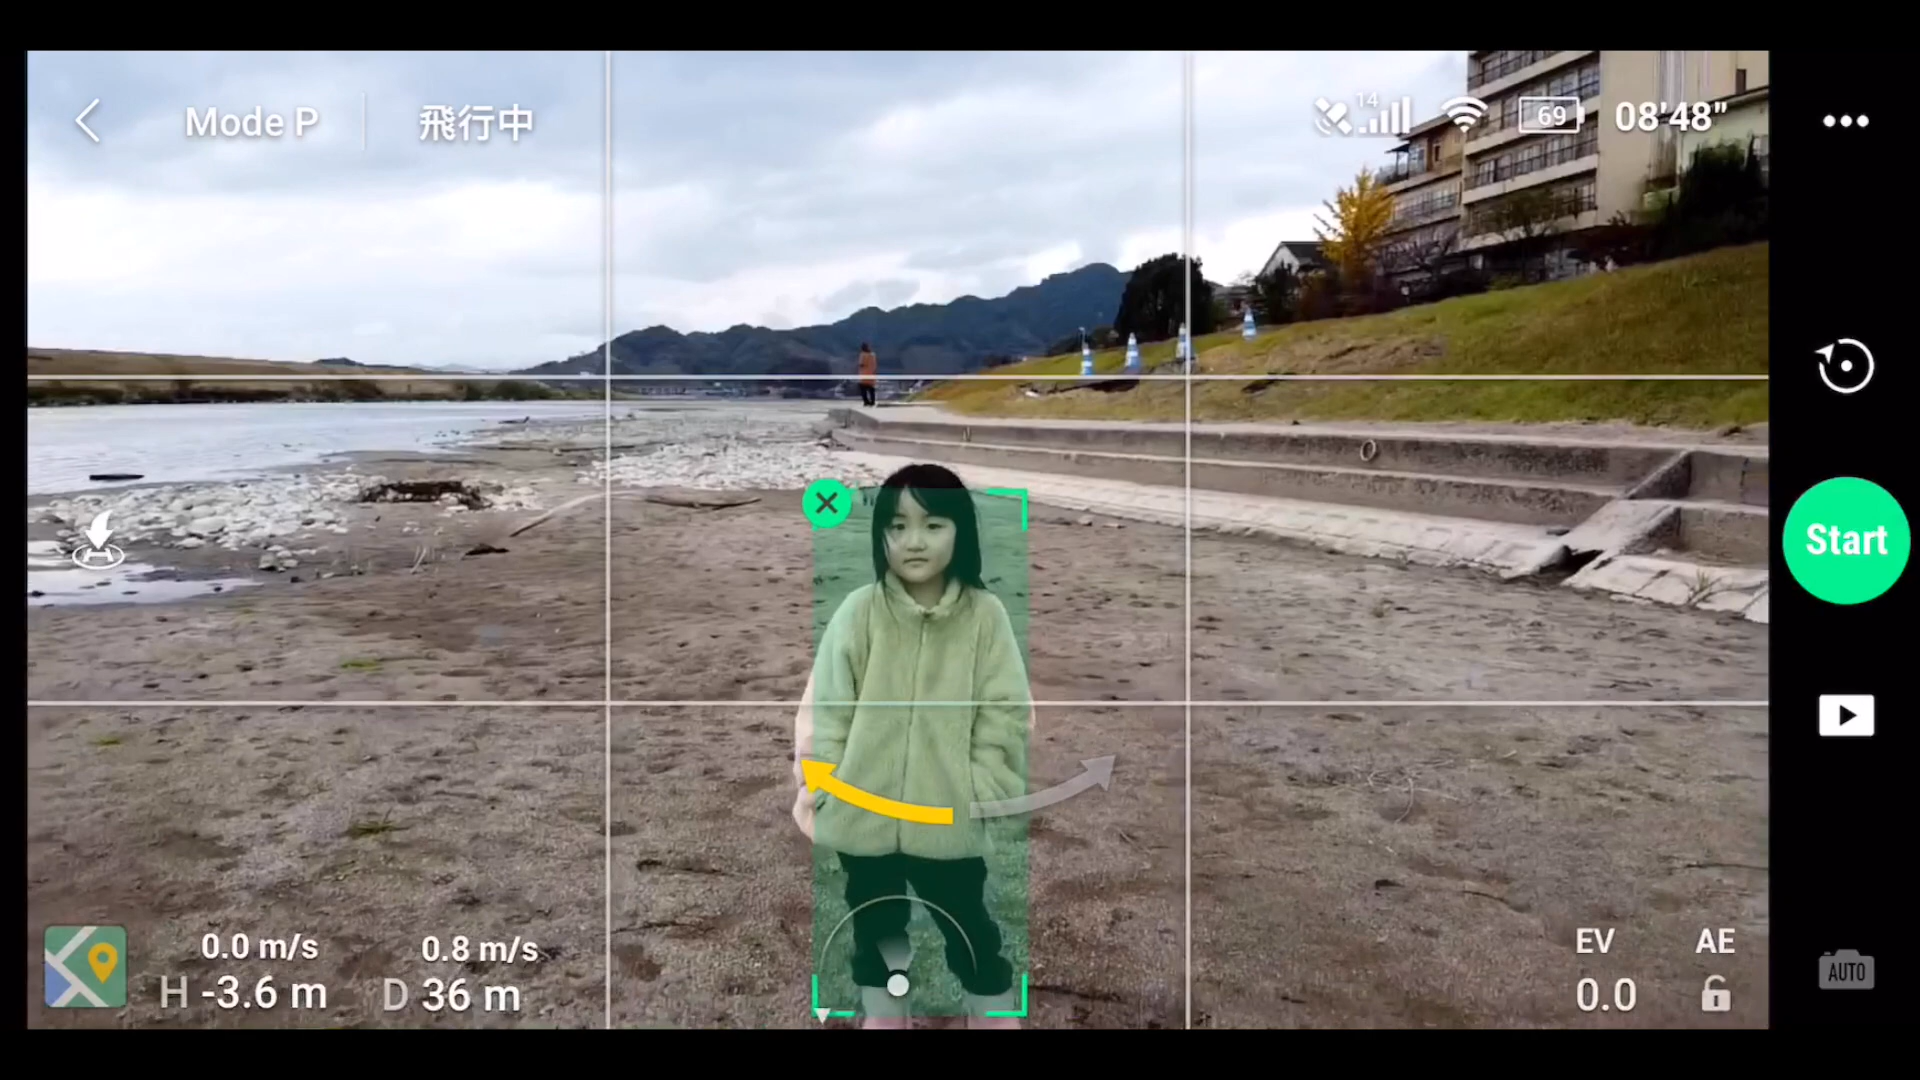 Mode P
飛行中
14
69
08'48”
Start
0.0 m/s
0.8 m/s
H -3.6 m
D 36 m
EV
AE
0.0
AUTO